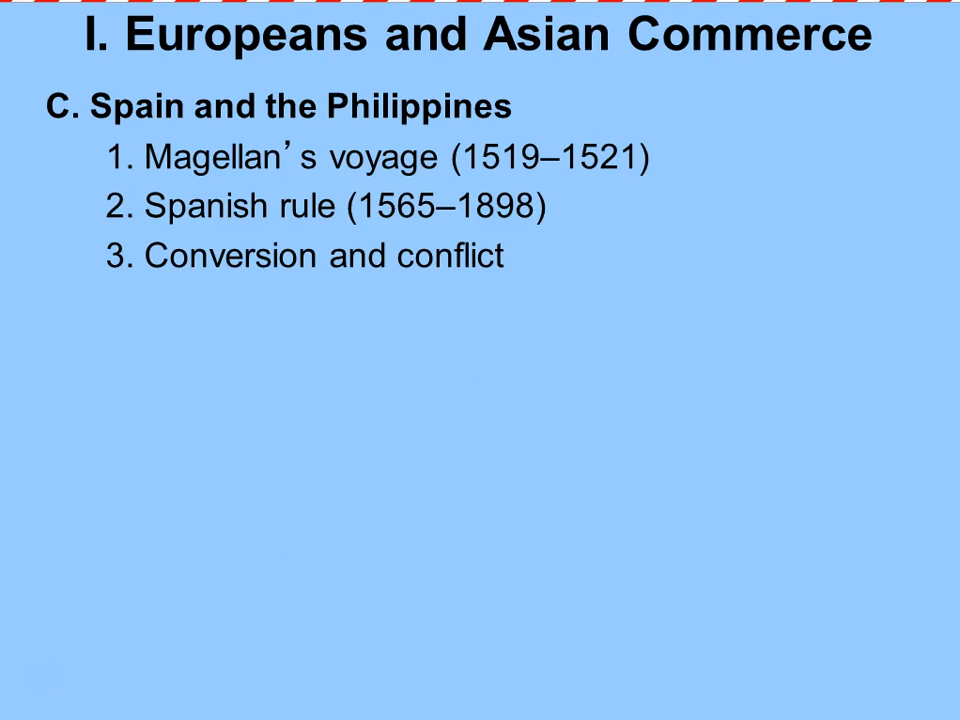 I. Europeans and Asian Commerce
C. Spain and the Philippines
1. Magellan’s voyage (1519–1521)
2. Spanish rule (1565–1898)
3. Conversion and conflict